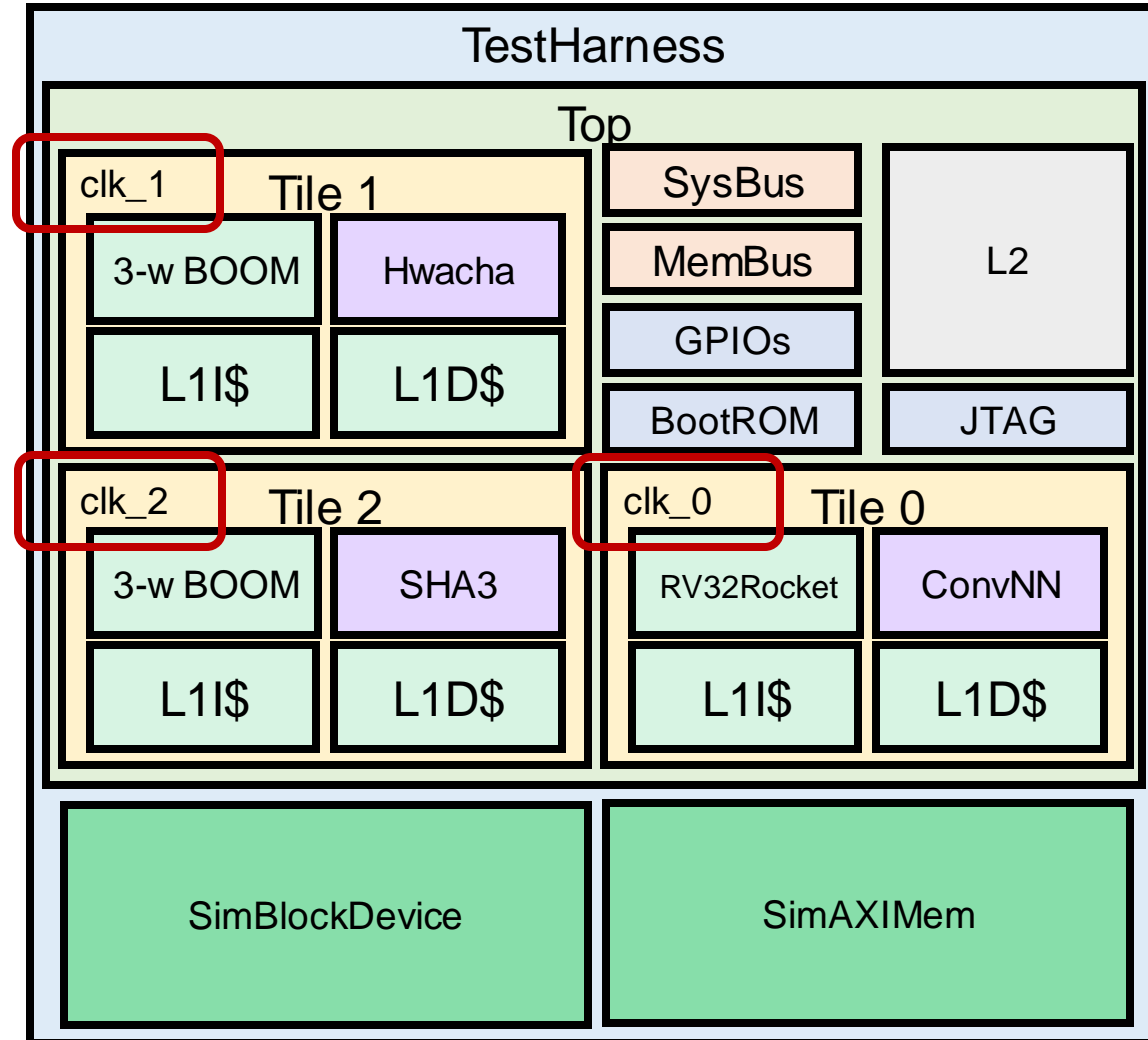 TestHarness
Top
clk_1
Tile 1
3-w BOOM
Hwacha
L1I$
L1D$
SysBus
MemBus
GPIOs
BootROM
L2
JTAG
clk_2
Tile 2
3-w BOOM
SHA3
L1I$
L1D$
clk_0
Tile 0
RV32Rocket
ConvNN
L1I$
L1D$
SimBlockDevice
SimAXIMem